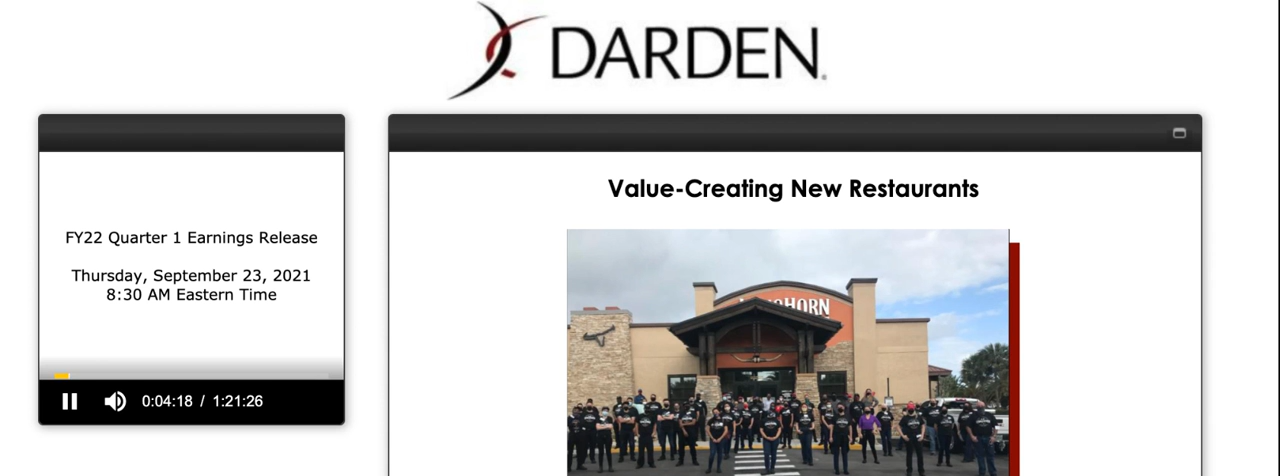 DARDEN
FY22 Quarter 1 Earnings Release
Thursday, September 23, 2021
8:30 AM Eastern Time
0:04:18 / 1:21:26
Value-Creating New Restaurants